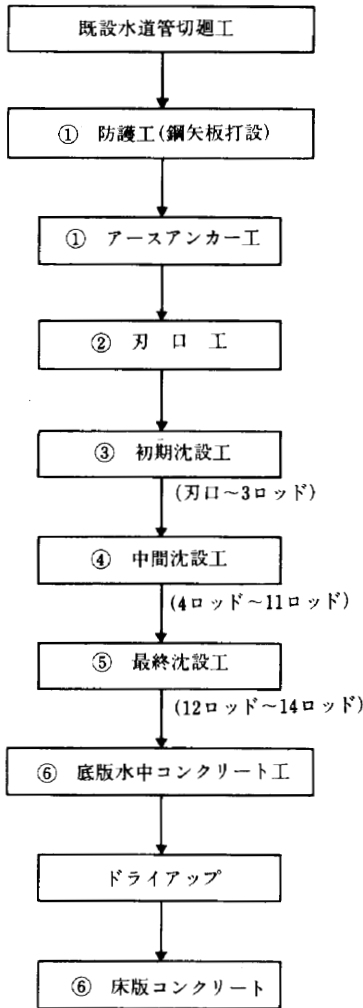 既設水道管切廻工
① 防護工(鋼矢板打設)
① アースアンカー工
② 刃口工
③ 初期沈設工
(刃口～3ロッド)
④ 中間沈設工
(4ロッド～11ロッド)
⑤ 最終沈設工
(12ロッド～14ロッド)
⑥ 底版水中コンクリート工
ドライアップ
⑥ 床版コンクリート